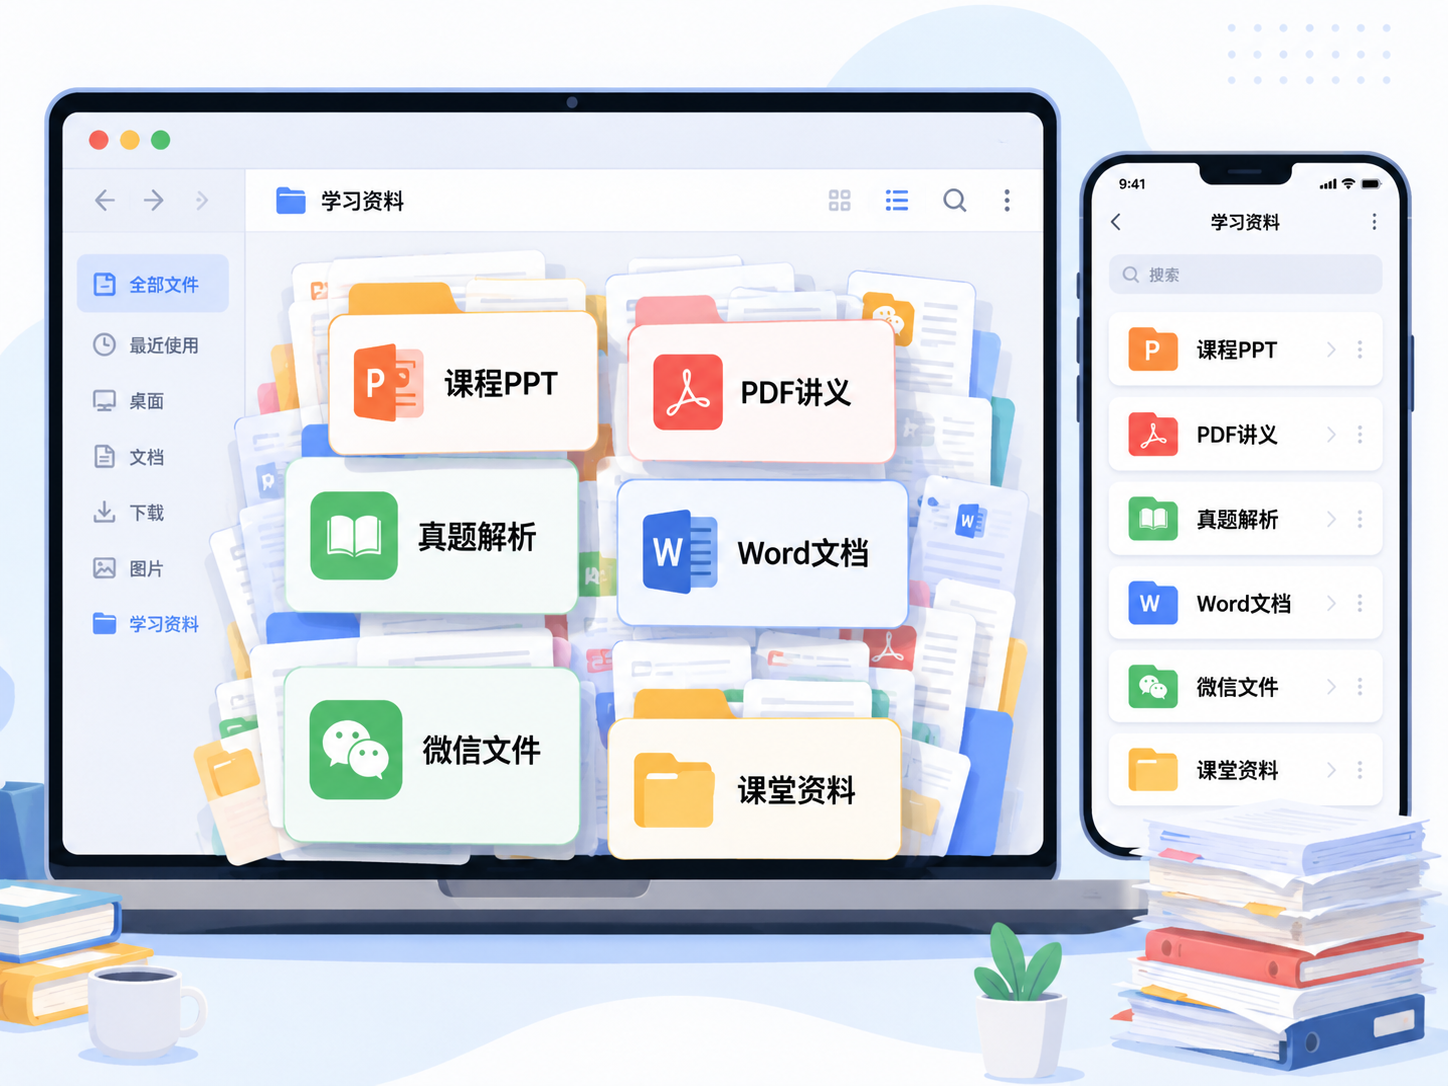 学习资料
全部文件
最近使用
桌面
文档
下载
图片
学习资料
P
课程PPT
PDF讲义
真题解析
W
Word文档
微信文件
课堂资料
W
9:41
学习资料
搜索
P
课程PPT
PDF讲义
真题解析
W
Word文档
微信文件
课堂资料